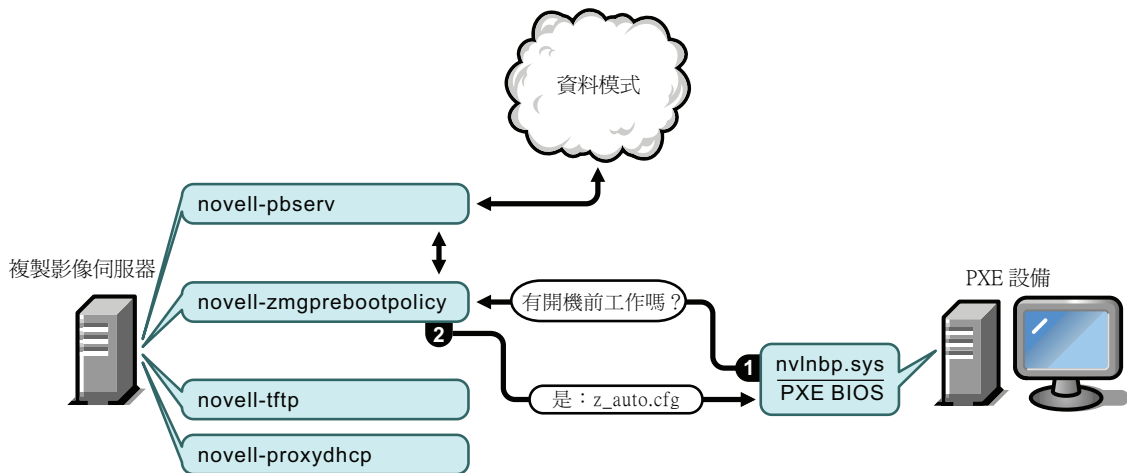 資料模式
novell-pbserv
複製影像伺服器
novell-zmgprebootpolicy
有開機前工作嗎？
PXE 設備
2
1
nvlnbp.sys
PXE BIOS
是：z_auto.cfg
novell-tftp
novell-proxydhcp